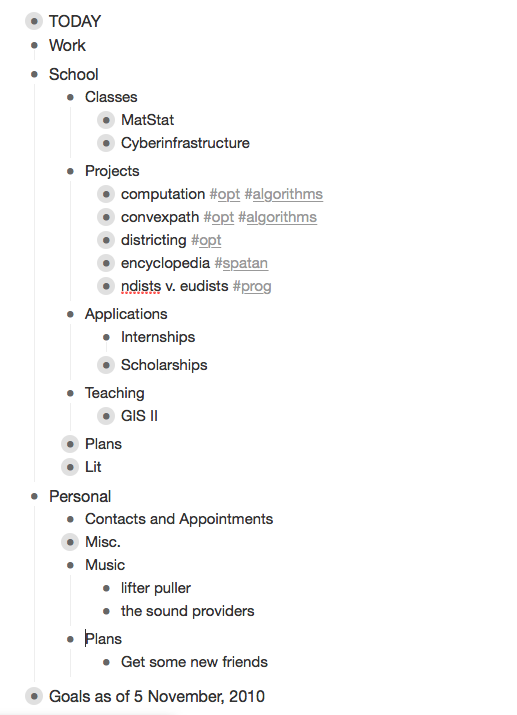 TODAY
Work
School
Classes
MatStat
Cyberinfrastructure
Projects
computation #opt #algorithms
convexpath #opt #algorithms
districting #opt
encyclopedia #spatan
ndists v. eudists #prog
Applications
Internships
Scholarships
Teaching
GIS II
Plans
Lit
Personal
Contacts and Appointments
Misc.
Music
lifter puller
the sound providers
Plans
Get some new friends
Goals as of 5 November, 2010